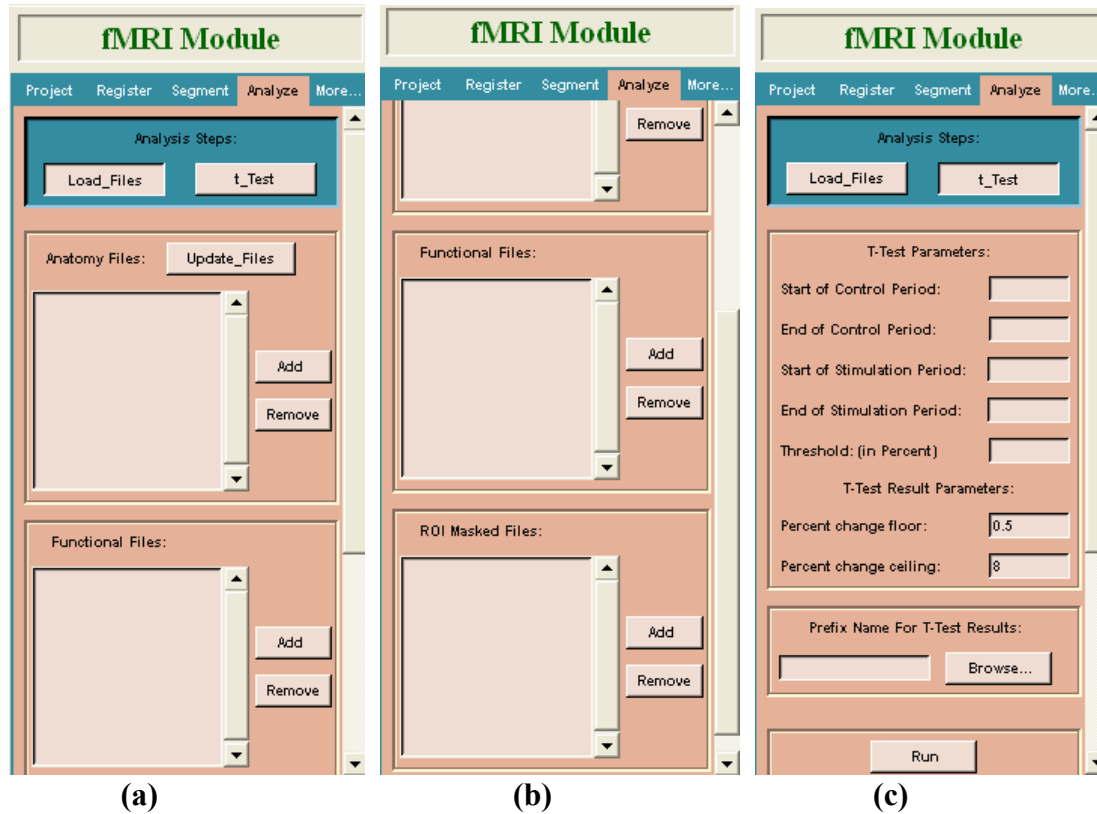 fMRI Module
Project Register Segment Analyze More...
Analysis Steps:
Load_Files t_Test
Anatomy Files: Update_Files
Add
Remove
Functional Files:
Add
Remove
(a)
fMRI Module
Project Register Segment Analyze More...
Remove
Functional Files:
Add
Remove
ROI Masked Files:
Add
Remove
(b)
fMRI Module
Project Register Segment Analyze More.
Analysis Steps:
Load_Files t_Test
T-Test Parameters:
Start of Control Period:
End of Control Period:
Start of Stimulation Period:
End of Stimulation Period:
Threshold: (in Percent)
T-Test Result Parameters:
Percent change floor: 0.5
Percent change ceiling: 8
Prefix Name For T-Test Results:
Browse...
Run
(c)